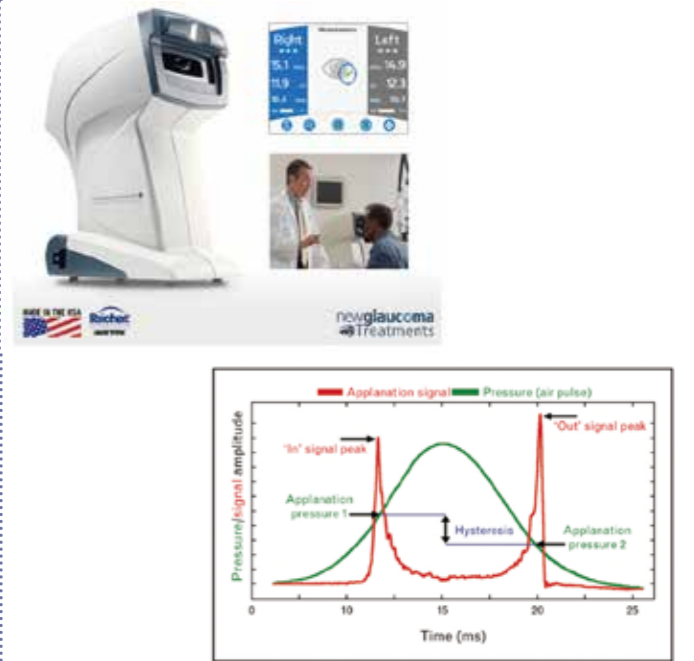 Right
Left
15.1
14.9
11.9
12.3
MADE IN THE USA
Reichert
newglaucoma
Treatments
Applanation signal
Pressure (air pulse)
'In' signal peak
'Out' signal peak
Applanation
pressure 1
Hysteresis
Applanation
pressure 2
Pressure/signal amplitude
0
10
15
20
25
Time (ms)